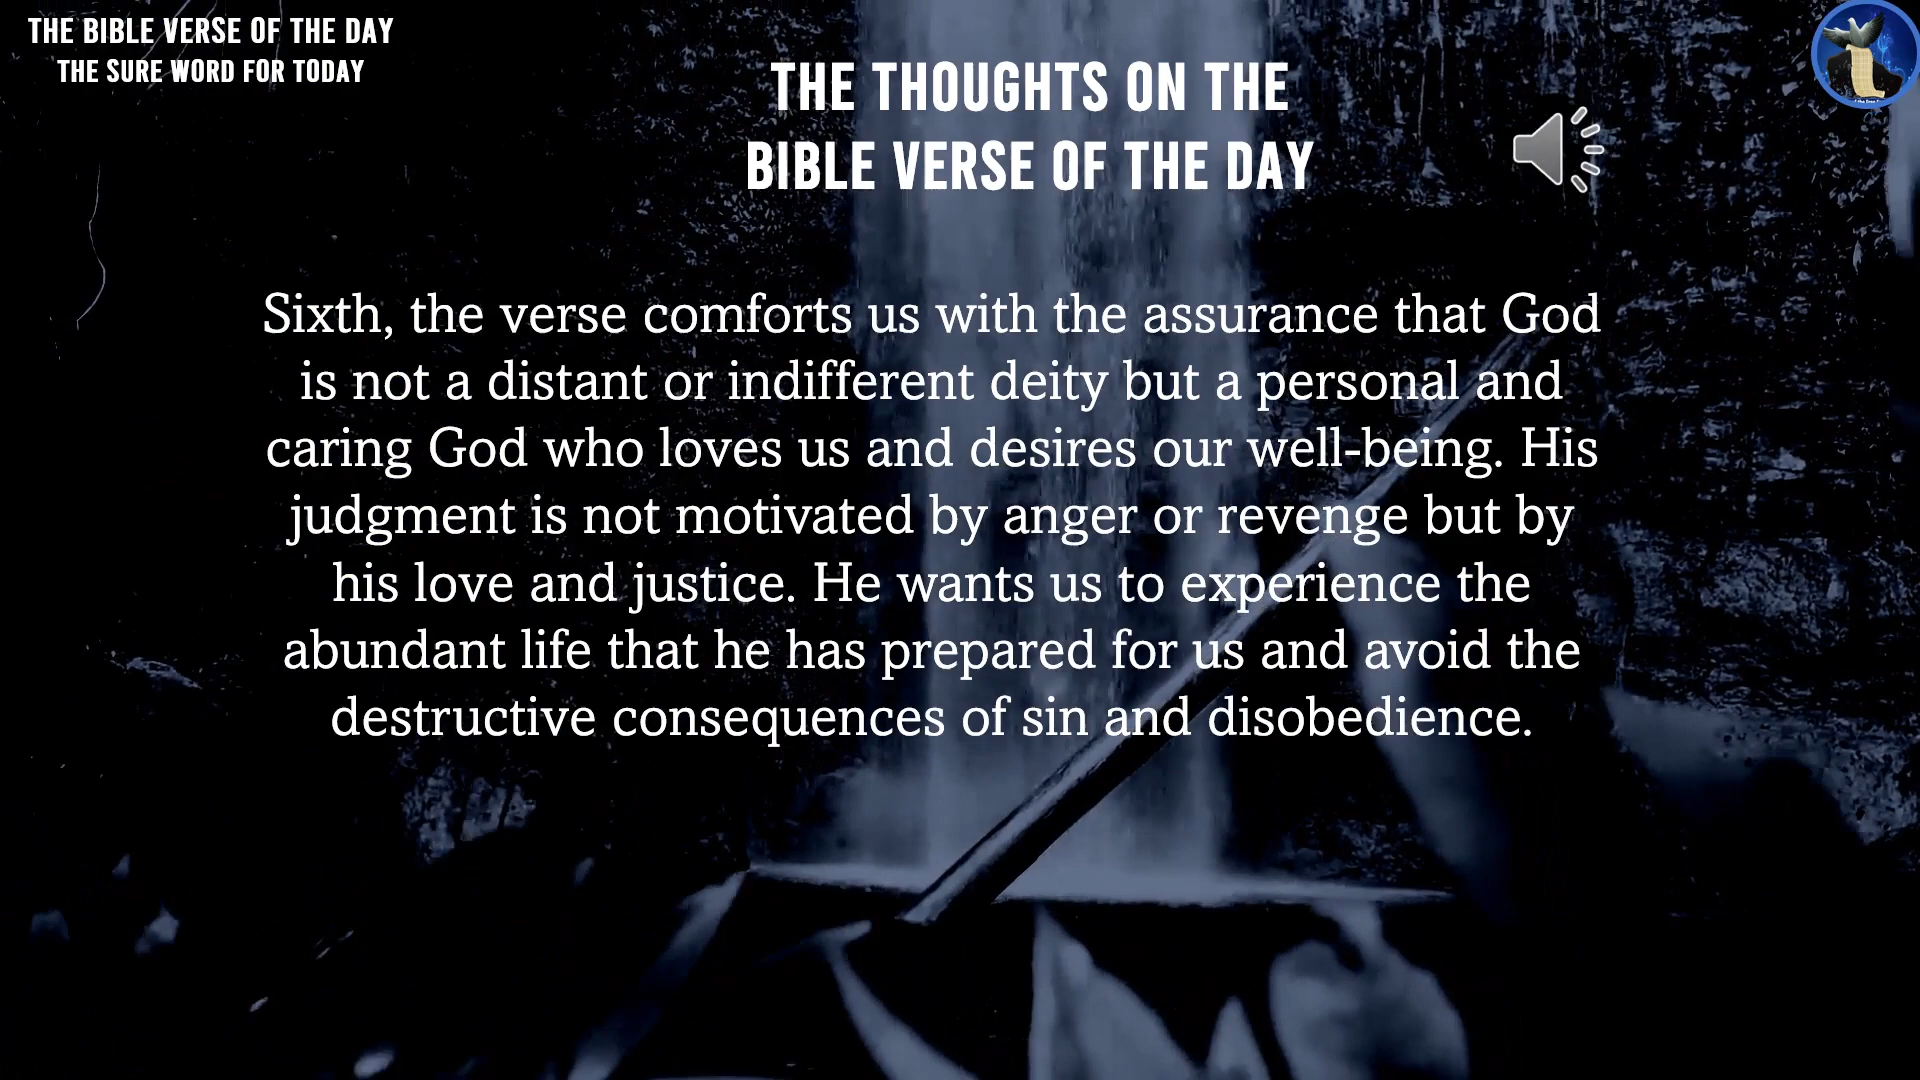 THE BIBLE VERSE OF THE DAY
THE SURE WORD FOR TODAY
THE THOUGHTS ON THE
BIBLE VERSE OF THE DAY
Sixth, the verse comforts us with the assurance that God
is not a distant or indifferent deity but a personal and
caring God who loves us and desires our well-being. His
judgment is not motivated by anger or revenge but by
his love and justice. He wants us to experience the
abundant life that he has prepared for us and avoid the
destructive consequences of sin and disobedience.